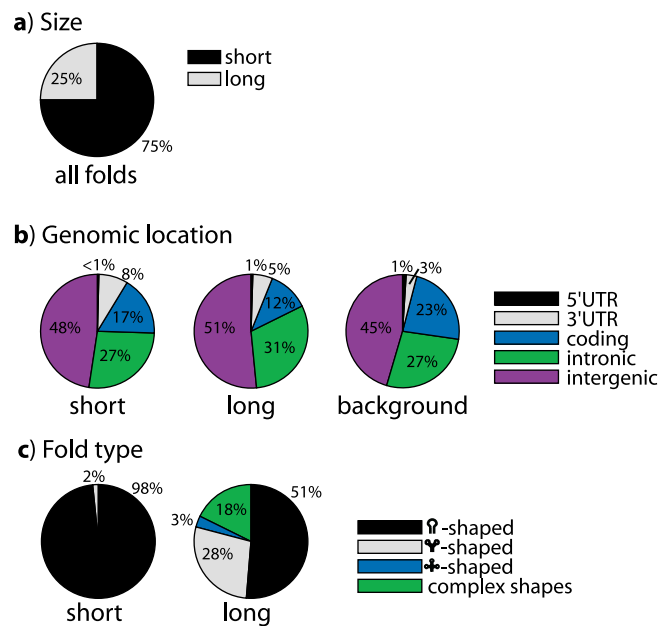 a) Size
short
long
25%
75%
all folds
b) Genomic location
<1%
8%
17%
27%
48%
short
1%
5%
12%
31%
51%
long
1%
3%
23%
27%
45%
background
5'UTR
3'UTR
coding
intronic
intergenic
c) Fold type
2%
98%
short
51%
18%
3%
28%
long
-shaped
-shaped
-shaped
complex shapes